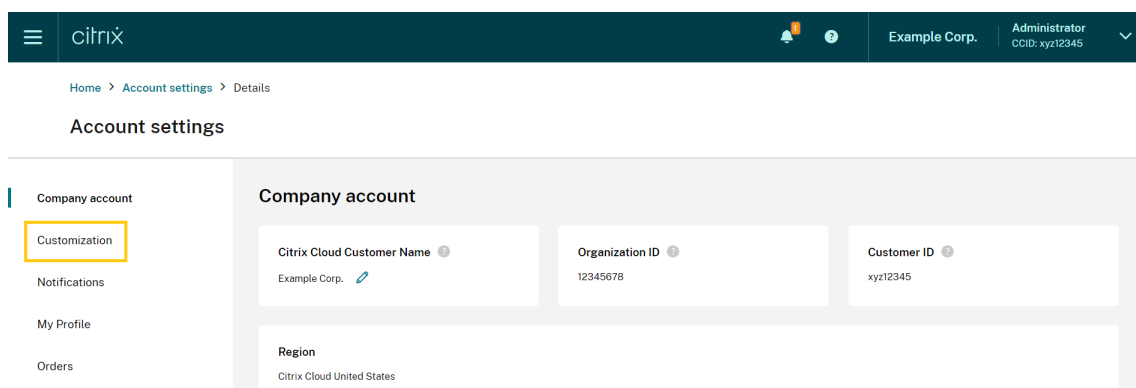 citrix
1
?
Example Corp.
Administrator
CCID: xyz12345
Home > Account settings > Details
Account settings
Company account
Customization
Notifications
My Profile
Orders
Company account
Citrix Cloud Customer Name ?
Example Corp.
Organization ID ?
12345678
Customer ID ?
xyz12345
Region
Citrix Cloud United States